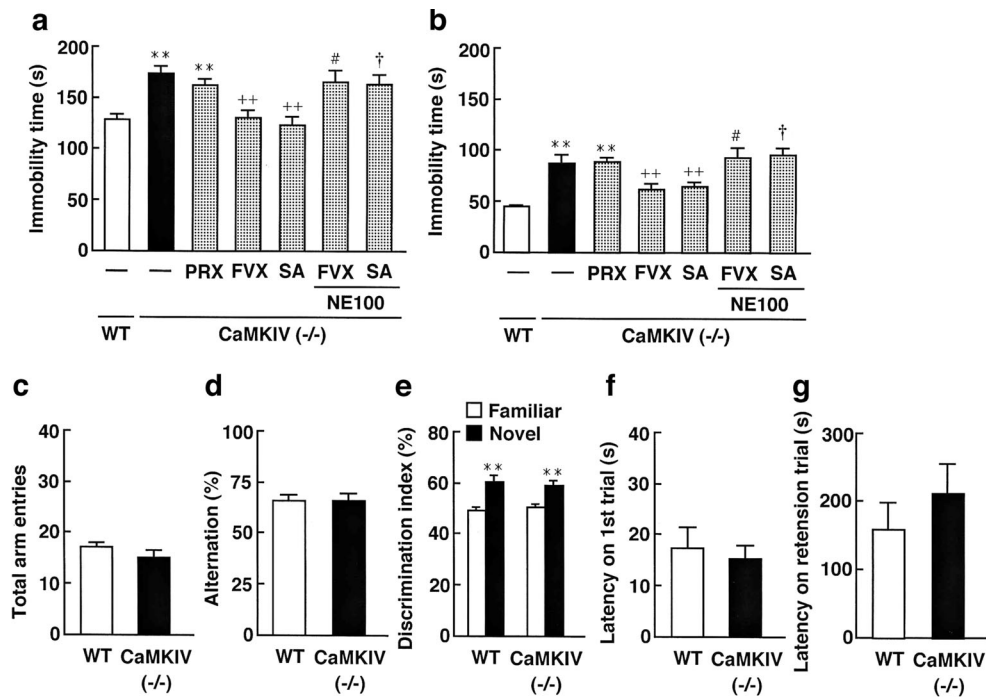 a
Immobility time (s)
200
150
100
50
0
** ** ++ ++ # †
— — PRX FVX SA FVX SA
NE100
WT CaMKIV (-/-)
b
Immobility time (s)
200
150
100
50
0
** ** ++ ++ # †
— — PRX FVX SA FVX SA
NE100
WT CaMKIV (-/-)
c
Total arm entries
40
30
20
10
0
WT CaMKIV
(-/-)
d
Alternation (%)
100
75
50
25
0
WT CaMKIV
(-/-)
e
Discrimination index (%)
Familiar
Novel
80
60
40
20
0
** **
WT CaMKIV
(-/-)
f
Latency on 1st trial (s)
40
30
20
10
0
WT CaMKIV
(-/-)
g
Latency on retension trial (s)
300
200
100
0
WT CaMKIV
(-/-)